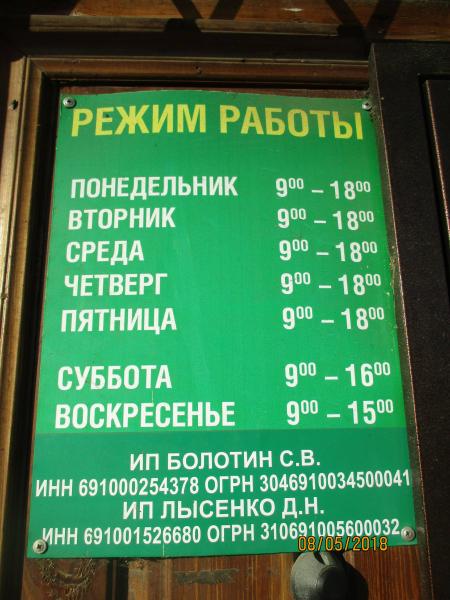 РЕЖИМ РАБОТЫ
ПОНЕДЕЛЬНИК 9⁰⁰ – 18⁰⁰
ВТОРНИК 9⁰⁰ – 18⁰⁰
СРЕДА 9⁰⁰ – 18⁰⁰
ЧЕТВЕРГ 9⁰⁰ – 18⁰⁰
ПЯТНИЦА 9⁰⁰ – 18⁰⁰
СУББОТА 9⁰⁰ – 16⁰⁰
ВОСКРЕСЕНЬЕ 9⁰⁰ – 15⁰⁰
ИП БОЛОТИН С.В.
ИНН 691000254378 ОГРН 3046910034500041
ИП ЛЫСЕНКО Д.Н.
ИНН 691001526680 ОГРН 310691005600032
08/05/2018